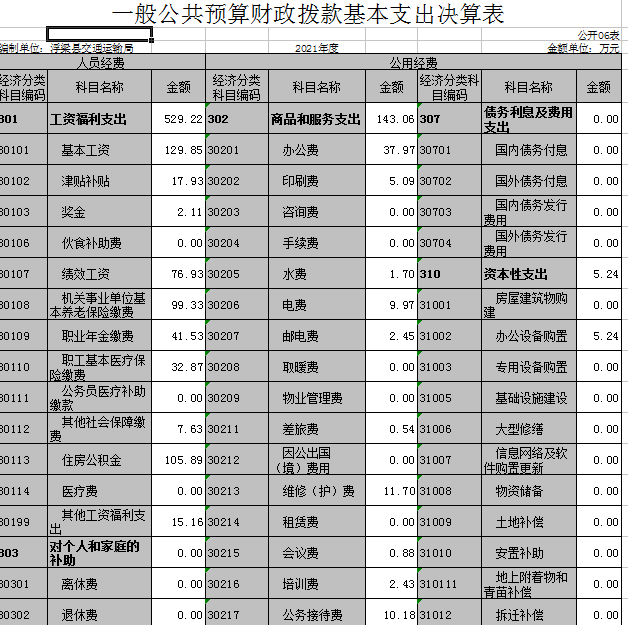 一般公共预算财政拨款基本支出决算表
公开06表
编制单位：浮梁县交通运输局 2021年度 金额单位：万元
人员经费 公用经费
经济分类科目编码 科目名称 金额 经济分类科目编码 科目名称 金额 经济分类科目编码 科目名称 金额
301 工资福利支出 529.22 302 商品和服务支出 143.06 307 债务利息及费用支出 0.00
30101 基本工资 129.85 30201 办公费 37.97 30701 国内债务付息 0.00
30102 津贴补贴 17.93 30202 印刷费 5.09 30702 国外债务付息 0.00
30103 奖金 2.11 30203 咨询费 0.00 30703 国内债务发行费用 0.00
30106 伙食补助费 0.00 30204 手续费 0.00 30704 国外债务发行费用 0.00
30107 绩效工资 76.93 30205 水费 1.70 310 资本性支出 5.24
30108 机关事业单位基本养老保险缴费 99.33 30206 电费 9.97 31001 房屋建筑物购建 0.00
30109 职业年金缴费 41.53 30207 邮电费 2.45 31002 办公设备购置 5.24
30110 职工基本医疗保险缴费 32.87 30208 取暖费 0.00 31003 专用设备购置 0.00
30111 公务员医疗补助缴款 0.00 30209 物业管理费 0.00 31005 基础设施建设 0.00
30112 其他社会保障缴费 7.63 30211 差旅费 0.54 31006 大型修缮 0.00
30113 住房公积金 105.89 30212 因公出国（境）费用 0.00 31007 信息网络及软件购置更新 0.00
30114 医疗费 0.00 30213 维修（护）费 11.70 31008 物资储备 0.00
30199 其他工资福利支出 15.16 30214 租赁费 0.00 31009 土地补偿 0.00
303 对个人和家庭的补助 0.00 30215 会议费 0.88 31010 安置补助 0.00
30301 离休费 0.00 30216 培训费 2.43 310111 地上附着物和青苗补偿 0.00
30302 退休费 0.00 30217 公务接待费 10.18 31012 拆迁补偿 0.00